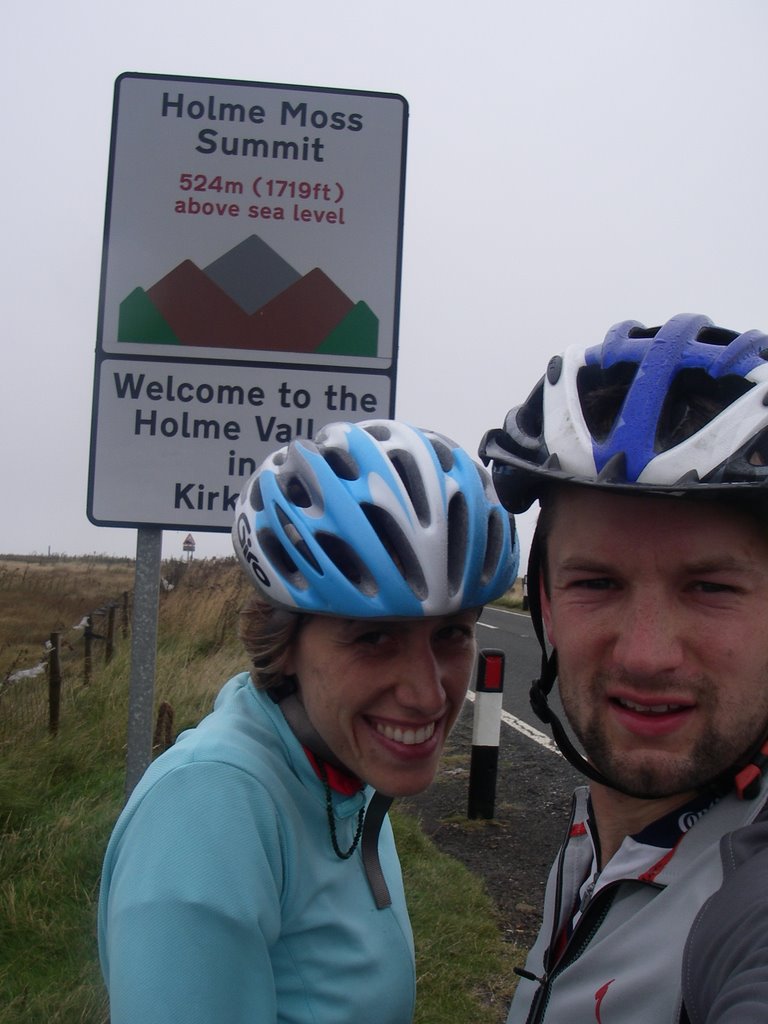 Holme Moss
Summit
524m (1719ft)
above sea level
Welcome to the
Holme Vall
in
Kirk
Giro